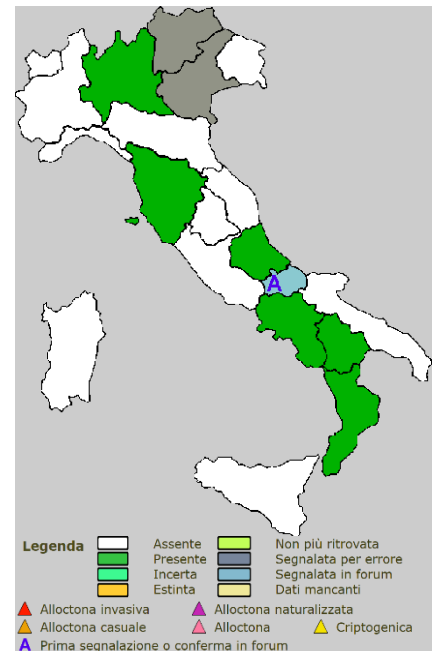 A
Legenda
Assente
Non più ritrovata
Presente
Segnalata per errore
Incerta
Segnalata in forum
Estinta
Dati mancanti
Alloctona invasiva
Alloctona naturalizzata
Alloctona casuale
Alloctona
Criptogenica
A Prima segnalazione o conferma in forum